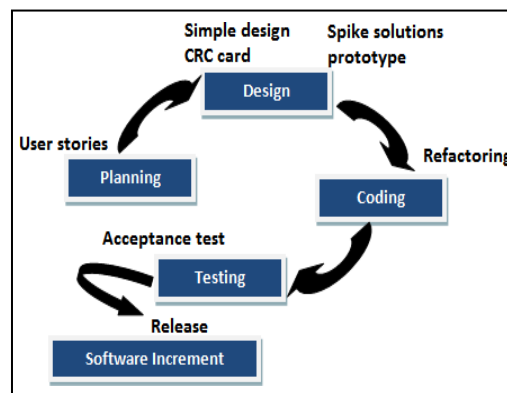 Simple design
CRC card
Spike solutions
prototype
Design
User stories
Planning
Refactoring
Coding
Acceptance test
Testing
Release
Software Increment